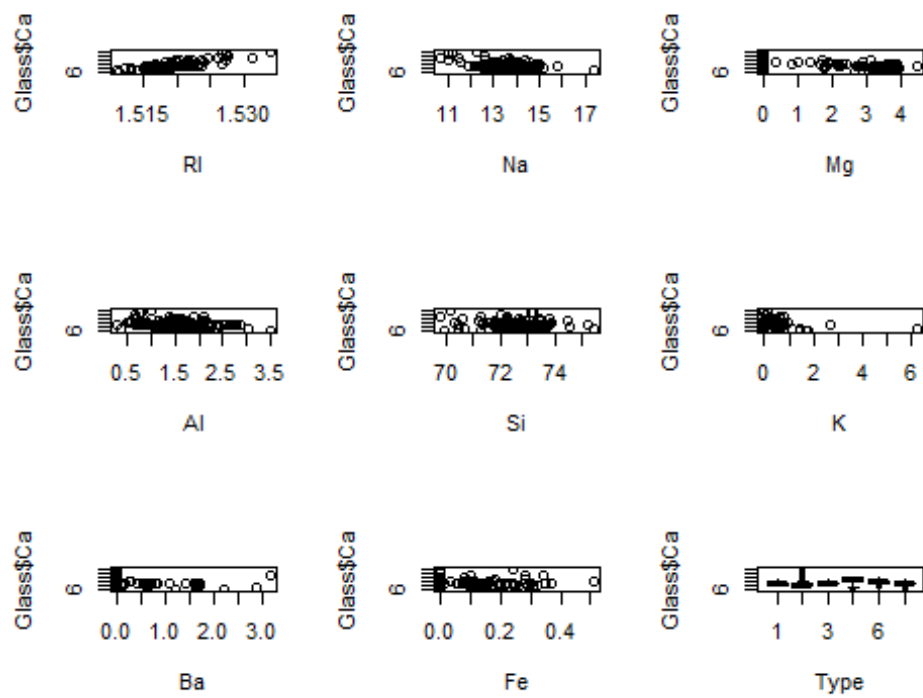 Glass$Ca 6 Glass$Ca 6 Glass$Ca 6
1.515 1.530 11 13 15 17 0 1 2 3 4
RI Na Mg
Glass$Ca 6 Glass$Ca 6 Glass$Ca 6
0.5 1.5 2.5 3.5 70 72 74 0 2 4 6
Al Si K
Glass$Ca 6 Glass$Ca 6 Glass$Ca 6
0.0 1.0 2.0 3.0 0.0 0.2 0.4 1 3 6
Ba Fe Type